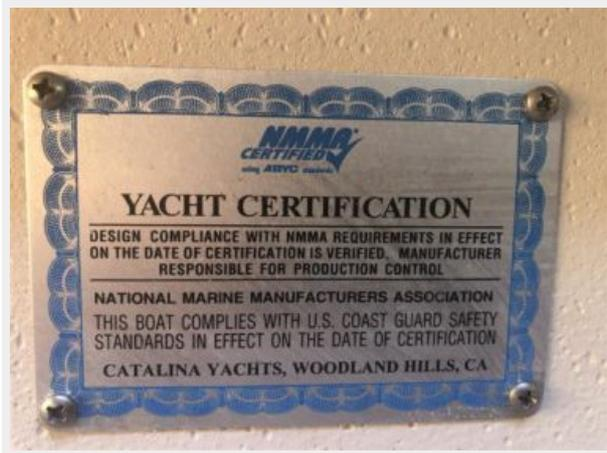 NMMA®
CERTIFIED
using ABYC standards
YACHT CERTIFICATION
DESIGN COMPLIANCE WITH NMMA REQUIREMENTS IN EFFECT
ON THE DATE OF CERTIFICATION IS VERIFIED. MANUFACTURER
RESPONSIBLE FOR PRODUCTION CONTROL
NATIONAL MARINE MANUFACTURERS ASSOCIATION
THIS BOAT COMPLIES WITH U.S. COAST GUARD SAFETY
STANDARDS IN EFFECT ON THE DATE OF CERTIFICATION
CATALINA YACHTS, WOODLAND HILLS, CA